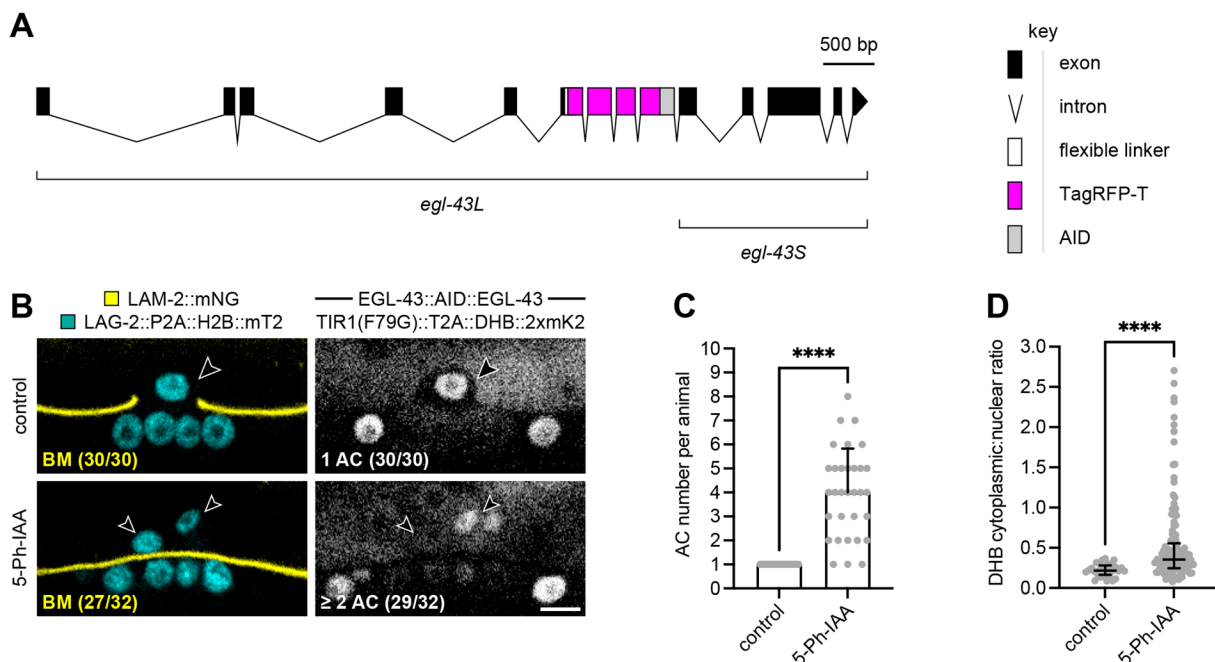 A
500 bp
egl-43L
egl-43S
key
exon
intron
flexible linker
TagRFP-T
AID
B
LAM-2::mNG
LAG-2::P2A::H2B::mT2
EGL-43::AID::EGL-43
TIR1(F79G)::T2A::DHB::2xmK2
control
BM (30/30)
1 AC (30/30)
5-Ph-IAA
BM (27/32)
≥ 2 AC (29/32)
C
AC number per animal
10
9
8
7
6
5
4
3
2
1
0
****
control
5-Ph-IAA
D
DHB cytoplasmic:nuclear ratio
3.0
2.5
2.0
1.5
1.0
0.5
0.0
****
control
5-Ph-IAA